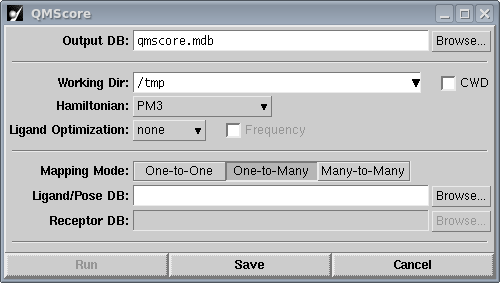 QMScore
Output DB: qmscore.mdb Browse...
Working Dir: /tmp CWD
Hamiltonian: PM3
Ligand Optimization: none Frequency
Mapping Mode: One-to-One One-to-Many Many-to-Many
Ligand/Pose DB: Browse...
Receptor DB: Browse...
Run Save Cancel